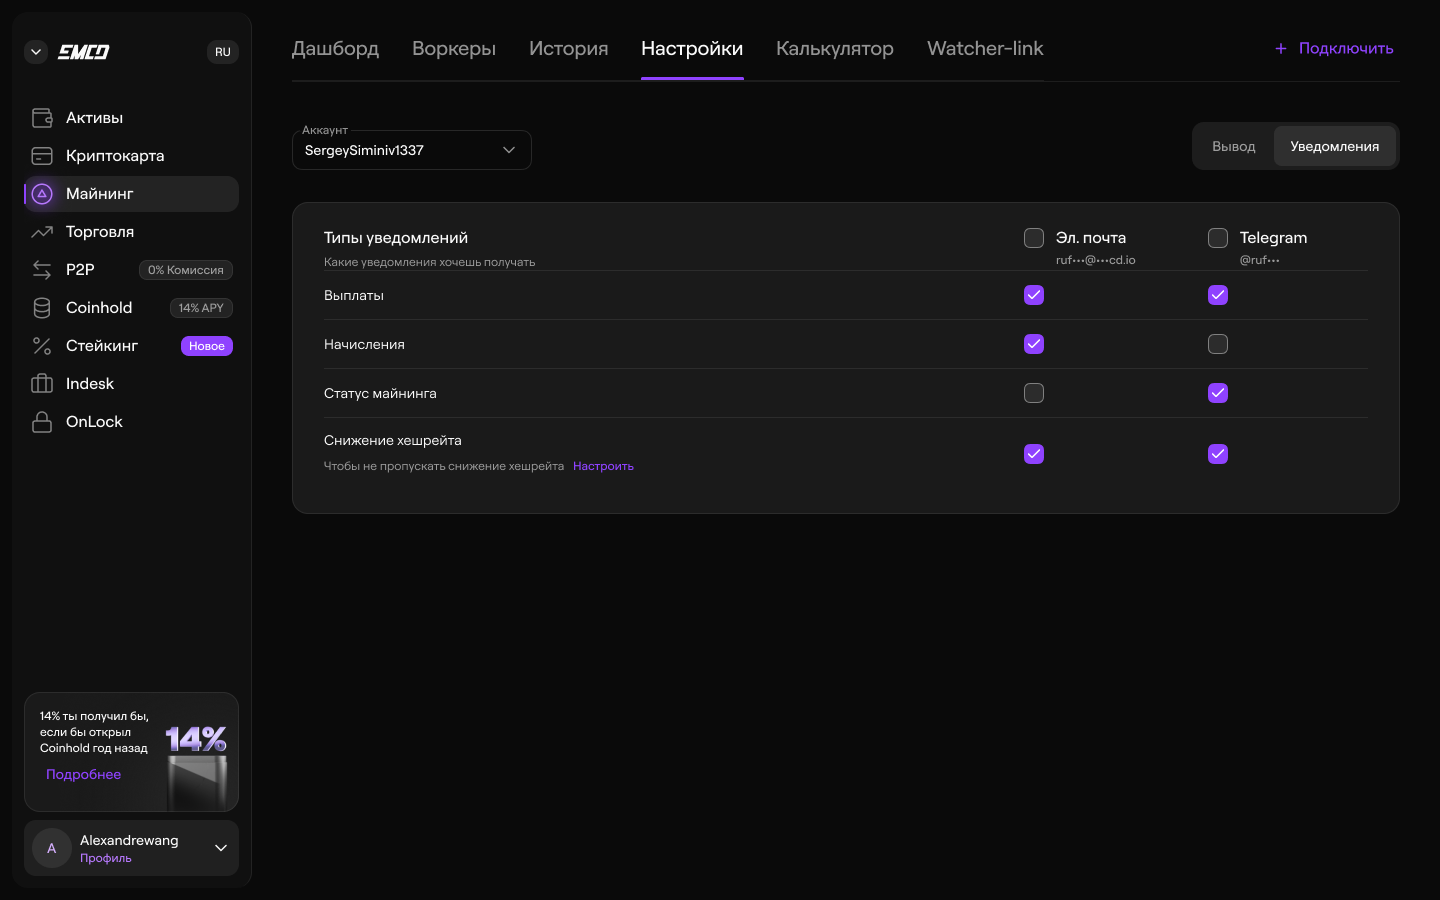 EMCD
RU
Активы
Криптокарта
Майнинг
Торговля
P2P
0% Комиссия
Coinhold
14% APY
Стейкинг
Новое
Indesk
OnLock
14% ты получил бы,
если бы открыл
Coinhold год назад
Подробнее
14%
A
Alexandrewang
Профиль
Дашборд
Воркеры
История
Настройки
Калькулятор
Watcher-link
+ Подключить
Аккаунт
SergeySiminiv1337
Вывод
Уведомления
Типы уведомлений
Какие уведомления хочешь получать
Эл. почта
ruf•••@•••cd.io
Telegram
@ruf•••
Выплаты
Начисления
Статус майнинга
Снижение хешрейта
Чтобы не пропускать снижение хешрейта Настроить